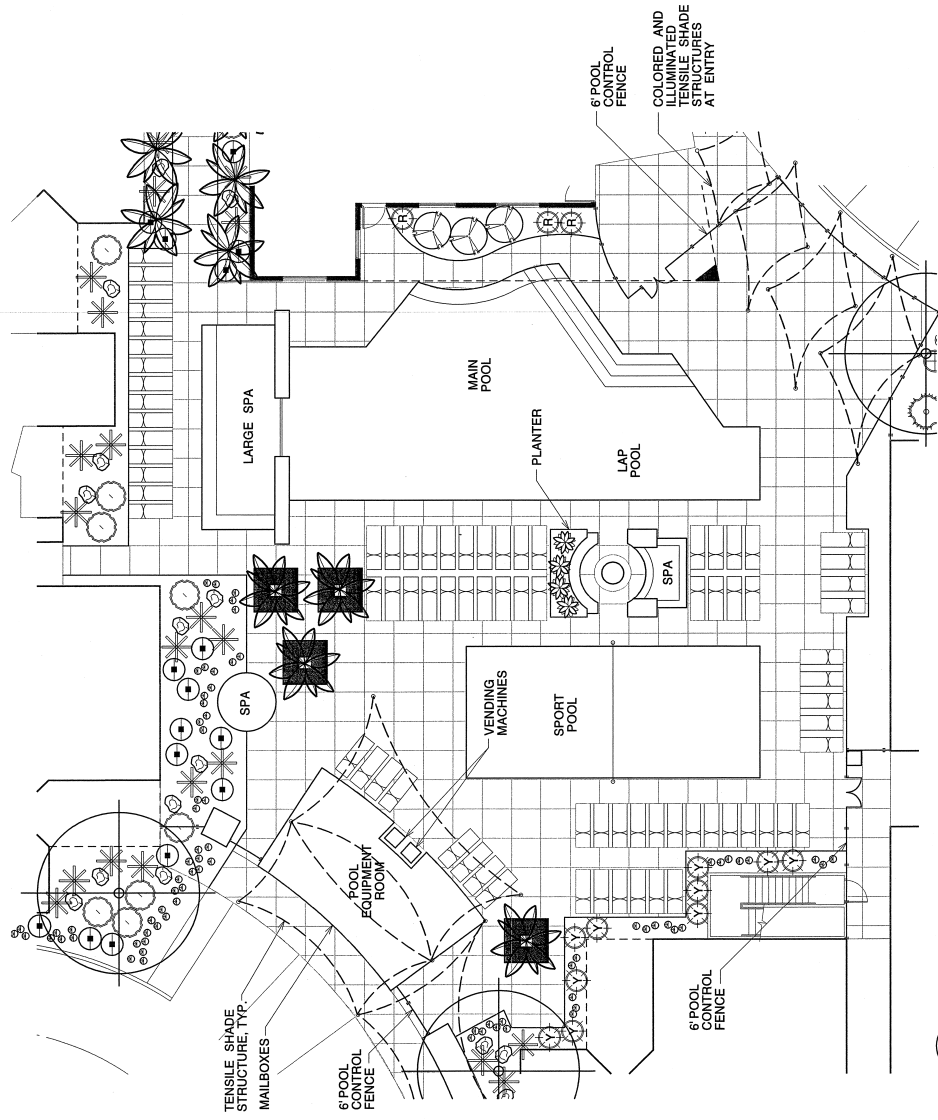 6' POOL
CONTROL
FENCE
COLORED AND
ILLUMINATED
TENSILE SHADE
STRUCTURES
AT ENTRY
R
R
R
LARGE SPA
MAIN
POOL
PLANTER
LAP
POOL
SPA
SPA
VENDING
MACHINES
SPORT
POOL
POOL
EQUIPMENT
ROOM
TENSILE SHADE
STRUCTURE, TYP.
MAILBOXES
6' POOL
CONTROL
FENCE
6' POOL
CONTROL
FENCE
Y
Y
Y
Y
Y
Y
Y
Y
Y
Y